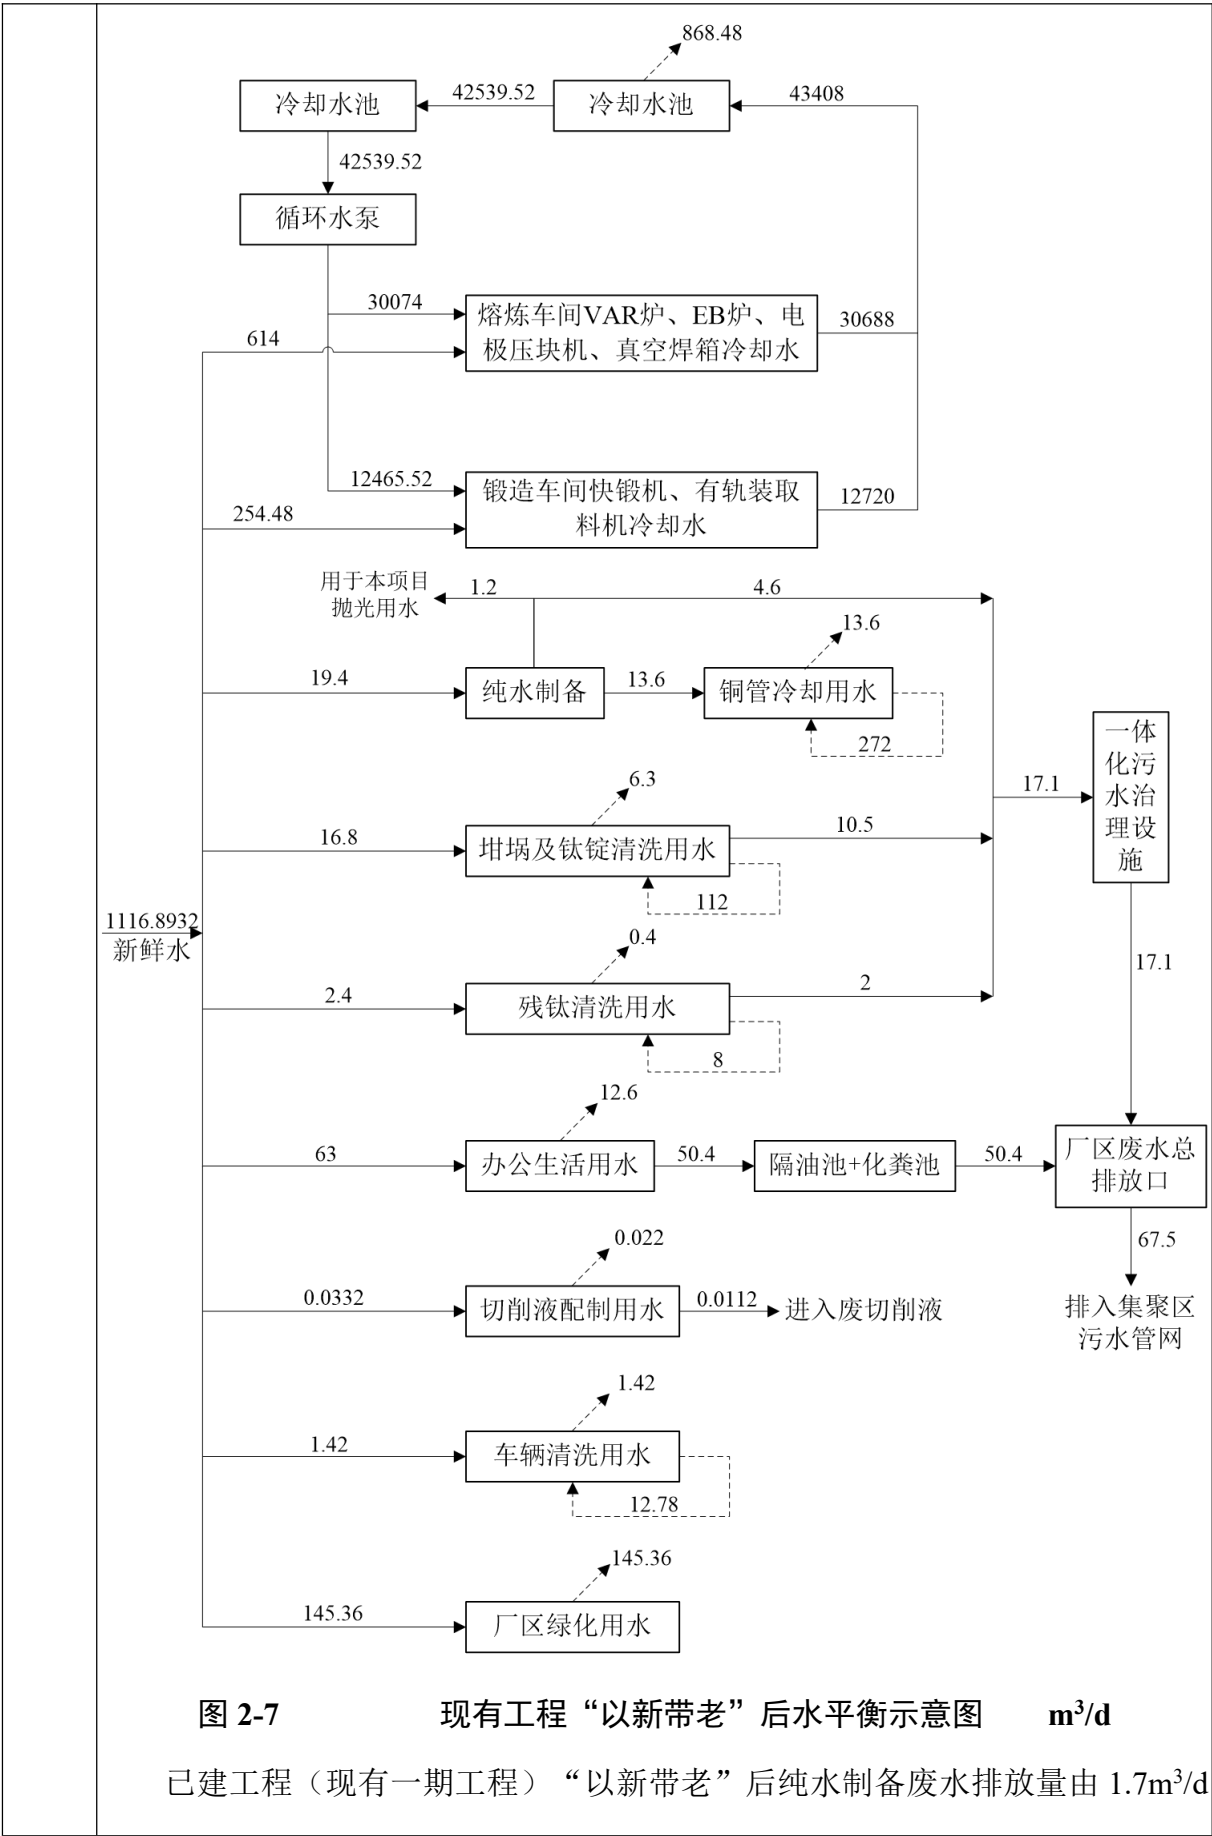 868.48
冷却水池
42539.52
冷却水池
43408
42539.52
循环水泵
30074
熔炼车间VAR炉、EB炉、电
极压块机、真空焊箱冷却水
30688
614
12465.52
锻造车间快锻机、有轨装取
料机冷却水
12720
254.48
用于本项目
抛光用水
1.2
4.6
13.6
19.4
纯水制备
13.6
铜管冷却用水
272
一体
化污
水治
理设
施
17.1
6.3
16.8
坩埚及钛锭清洗用水
10.5
112
1116.8932
新鲜水
0.4
2.4
残钛清洗用水
2
8
17.1
12.6
63
办公生活用水
50.4
隔油池+化粪池
50.4
厂区废水总
排放口
67.5
排入集聚区
污水管网
0.022
0.0332
切削液配制用水
0.0112
进入废切削液
1.42
1.42
车辆清洗用水
12.78
145.36
145.36
厂区绿化用水
图 2-7 现有工程“以新带老”后水平衡示意图 m³/d
已建工程（现有一期工程）“以新带老”后纯水制备废水排放量由 1.7m³/d